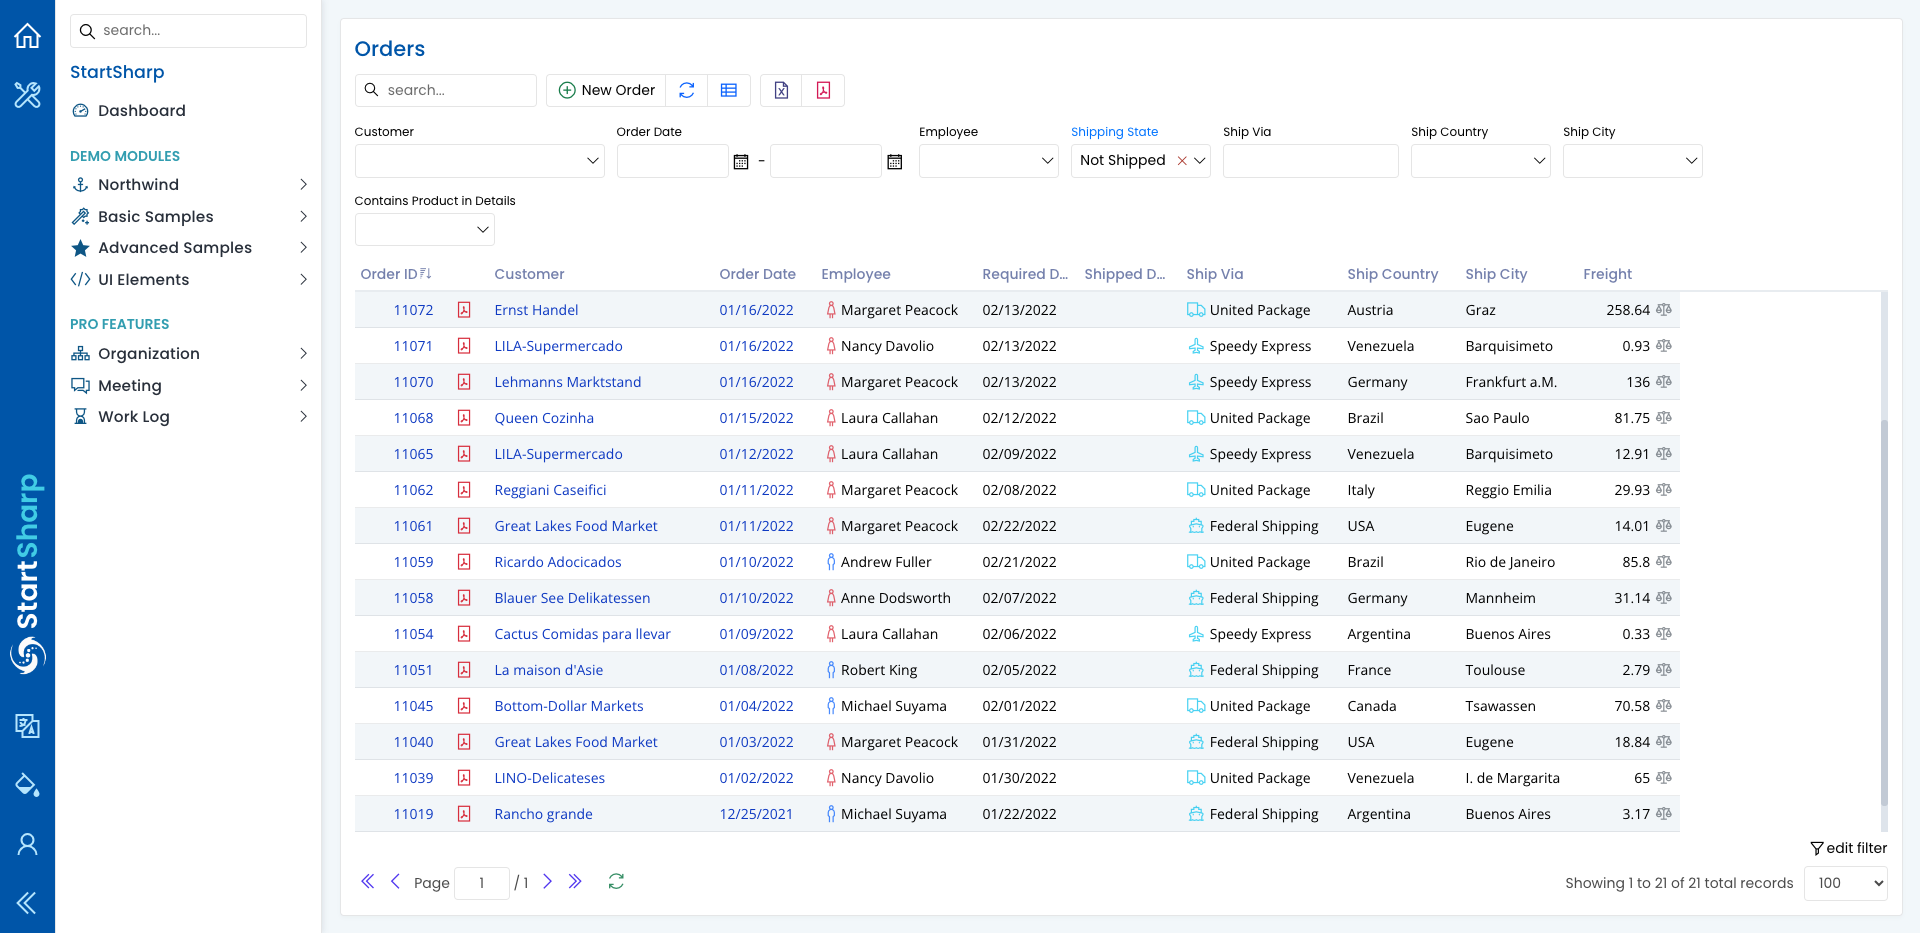 search...
StartSharp
Dashboard
DEMO MODULES
Northwind
Basic Samples
Advanced Samples
UI Elements
PRO FEATURES
Organization
Meeting
Work Log
StartSharp
Orders
search...
New Order
Customer
Order Date
Employee
Shipping State
Ship Via
Ship Country
Ship City
-
Not Shipped
Contains Product in Details
Order ID Customer Order Date Employee Required D... Shipped D... Ship Via Ship Country Ship City Freight
11072 Ernst Handel 01/16/2022 Margaret Peacock 02/13/2022 United Package Austria Graz 258.64
11071 LILA-Supermercado 01/16/2022 Nancy Davolio 02/13/2022 Speedy Express Venezuela Barquisimeto 0.93
11070 Lehmanns Marktstand 01/16/2022 Margaret Peacock 02/13/2022 Speedy Express Germany Frankfurt a.M. 136
11068 Queen Cozinha 01/15/2022 Laura Callahan 02/12/2022 United Package Brazil Sao Paulo 81.75
11065 LILA-Supermercado 01/12/2022 Laura Callahan 02/09/2022 Speedy Express Venezuela Barquisimeto 12.91
11062 Reggiani Caseifici 01/11/2022 Margaret Peacock 02/08/2022 United Package Italy Reggio Emilia 29.93
11061 Great Lakes Food Market 01/11/2022 Margaret Peacock 02/22/2022 Federal Shipping USA Eugene 14.01
11059 Ricardo Adocicados 01/10/2022 Andrew Fuller 02/21/2022 United Package Brazil Rio de Janeiro 85.8
11058 Blauer See Delikatessen 01/10/2022 Anne Dodsworth 02/07/2022 Federal Shipping Germany Mannheim 31.14
11054 Cactus Comidas para llevar 01/09/2022 Laura Callahan 02/06/2022 Speedy Express Argentina Buenos Aires 0.33
11051 La maison d'Asie 01/08/2022 Robert King 02/05/2022 Federal Shipping France Toulouse 2.79
11045 Bottom-Dollar Markets 01/04/2022 Michael Suyama 02/01/2022 United Package Canada Tsawassen 70.58
11040 Great Lakes Food Market 01/03/2022 Margaret Peacock 01/31/2022 Federal Shipping USA Eugene 18.84
11039 LINO-Delicateses 01/02/2022 Nancy Davolio 01/30/2022 United Package Venezuela I. de Margarita 65
11019 Rancho grande 12/25/2021 Michael Suyama 01/22/2022 Federal Shipping Argentina Buenos Aires 3.17
edit filter
Page 1 / 1
Showing 1 to 21 of 21 total records 100